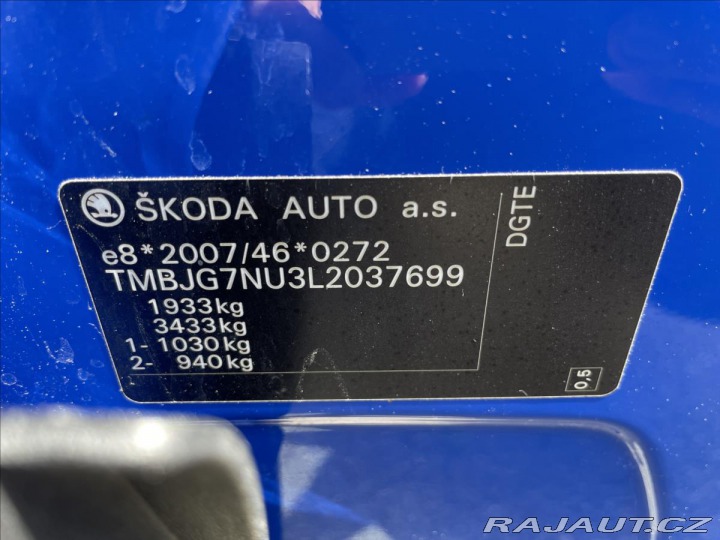 ŠKODA AUTO a.s.
e8*2007/46*0272
TMBJG7NU3L2037699
1933kg
3433kg
1- 1030kg
2- 940kg
DGTE
0,5
RAJAUT.CZ